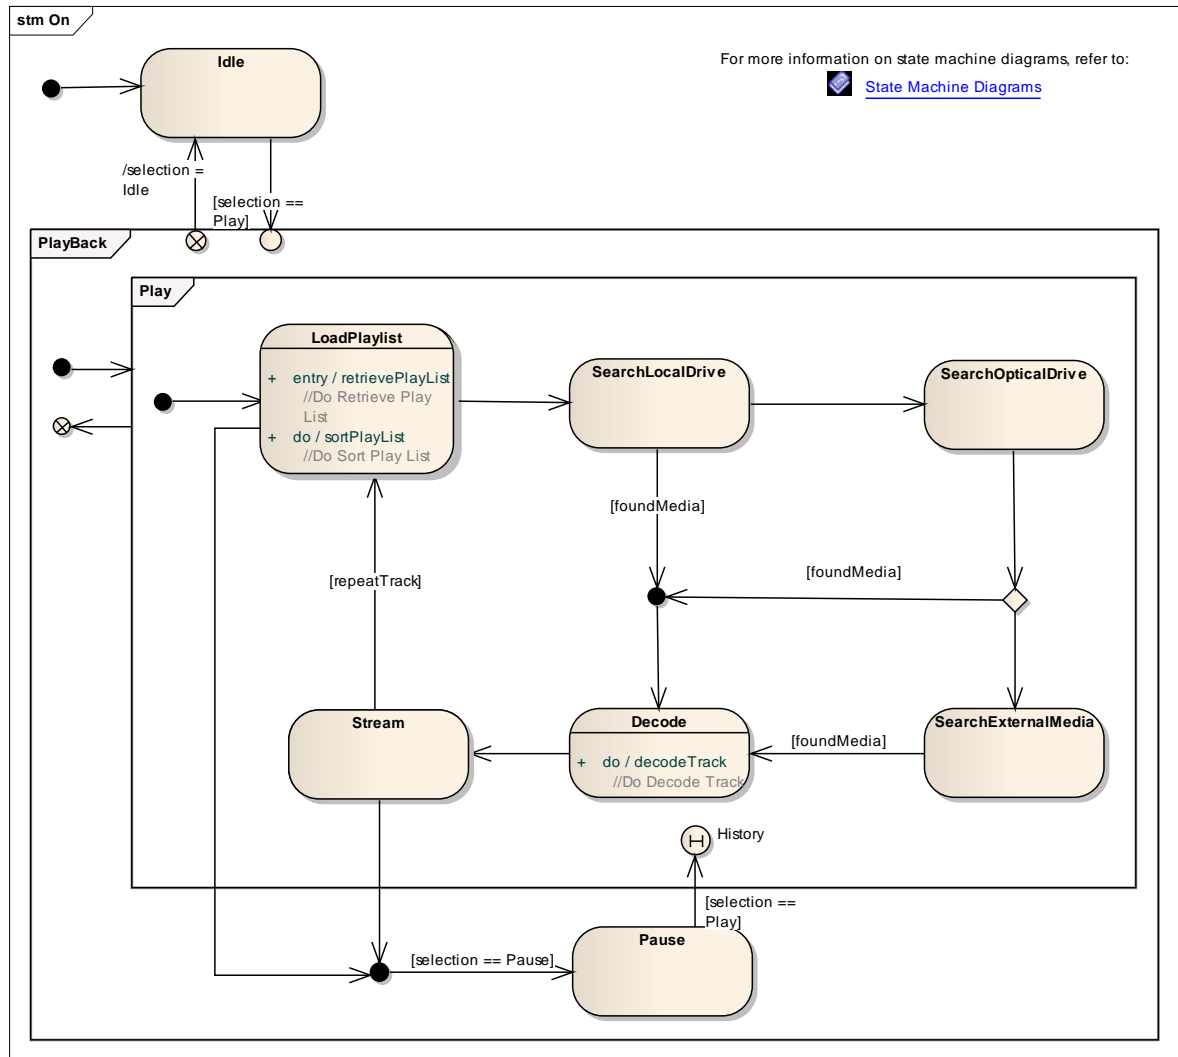 stm On
Idle
For more information on state machine diagrams, refer to:
State Machine Diagrams
/selection =
Idle
[selection ==
Play]
PlayBack
Play
LoadPlaylist
+ entry / retrievePlayList
//Do Retrieve Play
List
+ do / sortPlayList
//Do Sort Play List
SearchLocalDrive
SearchOpticalDrive
[foundMedia]
[foundMedia]
[repeatTrack]
Stream
Decode
+ do / decodeTrack
//Do Decode Track
[foundMedia]
SearchExternalMedia
H
History
[selection ==
Play]
Pause
[selection == Pause]